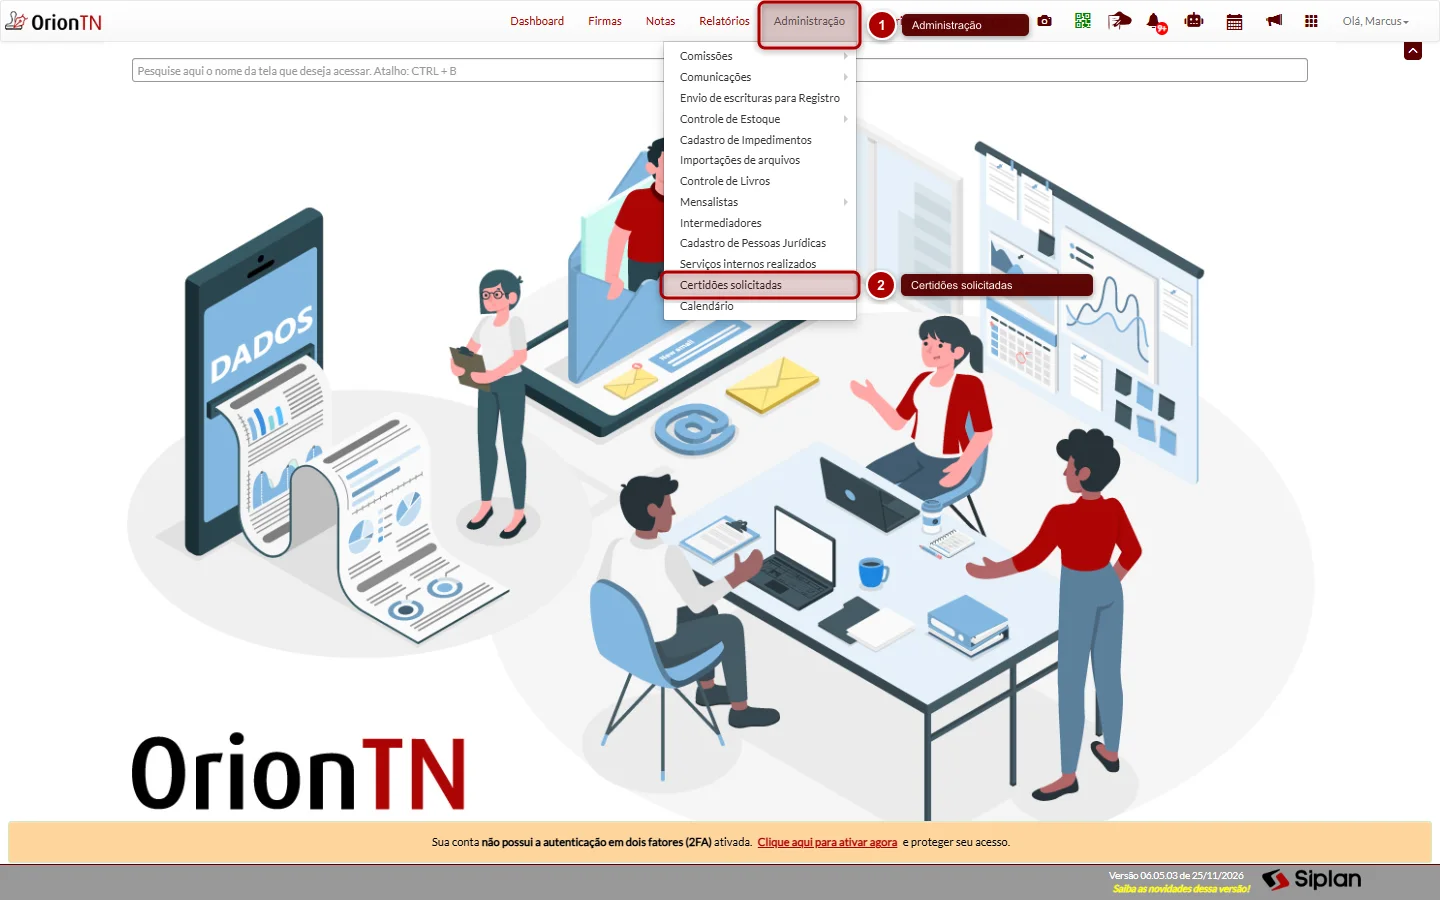 OrionTN
Dashboard
Firmas
Notas
Relatórios
Administração
1
Administração
9+
Olá, Marcus
Pesquise aqui o nome da tela que deseja acessar. Atalho: CTRL + B
Comissões
Comunicações
Envio de escrituras para Registro
Controle de Estoque
Cadastro de Impedimentos
Importações de arquivos
Controle de Livros
Mensalistas
Intermediadores
Cadastro de Pessoas Jurídicas
Serviços internos realizados
Certidões solicitadas
2
Certidões solicitadas
Calendário
DADOS
New email
@
OrionTN
Sua conta não possui a autenticação em dois fatores (2FA) ativada. Clique aqui para ativar agora e proteger seu acesso.
Versão 06.05.03 de 25/11/2026
Saiba as novidades dessa versão!
Siplan